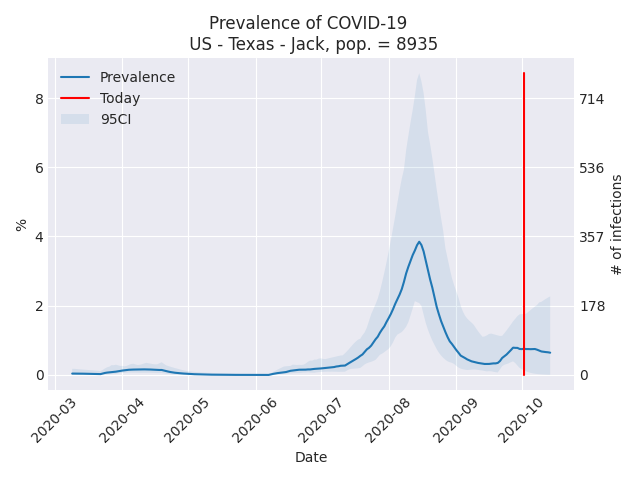 Prevalence of COVID-19
US - Texas - Jack, pop. = 8935
Prevalence
Today
95CI
8
6
4
2
0
%
714
536
357
178
0
# of infections
2020-03
2020-04
2020-05
2020-06
2020-07
2020-08
2020-09
2020-10
Date